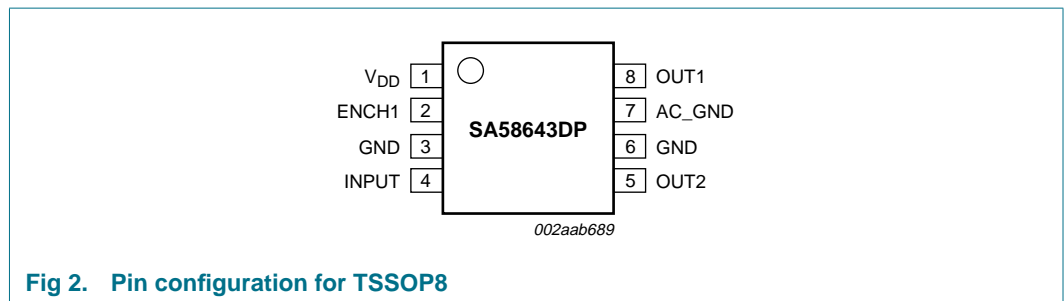 VDD 1 8 OUT1
ENCH1 2 7 AC_GND
SA58643DP
GND 3 6 GND
INPUT 4 5 OUT2
002aab689
Fig 2. Pin configuration for TSSOP8